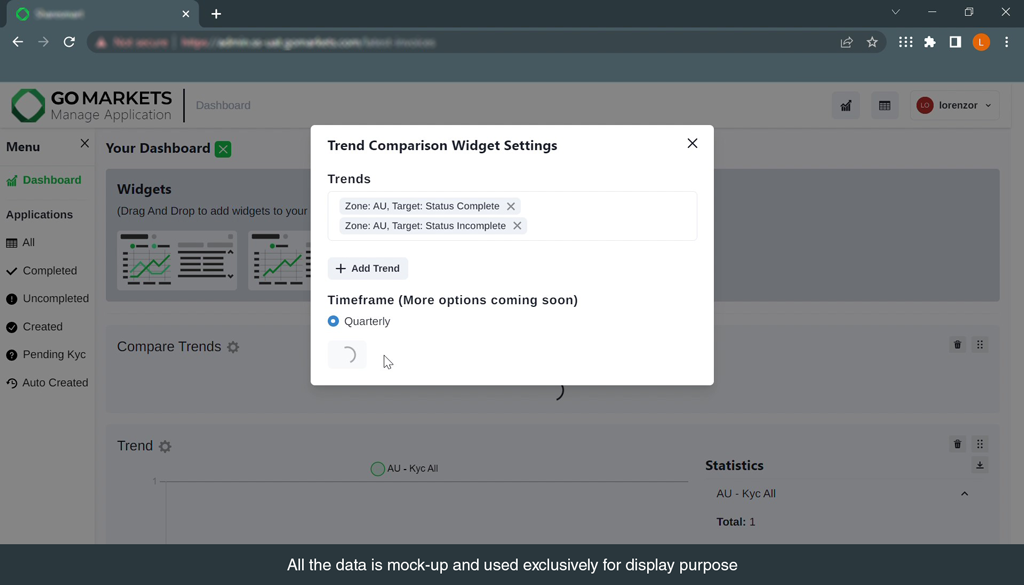 Not secure
GO MARKETS
Manage Application
Dashboard
LO
lorenzor
L
Menu
Your Dashboard
Dashboard
Applications
All
Completed
Uncompleted
Created
Pending Kyc
Auto Created
Widgets
(Drag And Drop to add widgets to your
Trend Comparison Widget Settings
Trends
Zone: AU, Target: Status Complete
Zone: AU, Target: Status Incomplete
Add Trend
Timeframe (More options coming soon)
Quarterly
Compare Trends
Trend
AU - Kyc All
1
Statistics
AU - Kyc All
Total: 1
All the data is mock-up and used exclusively for display purpose